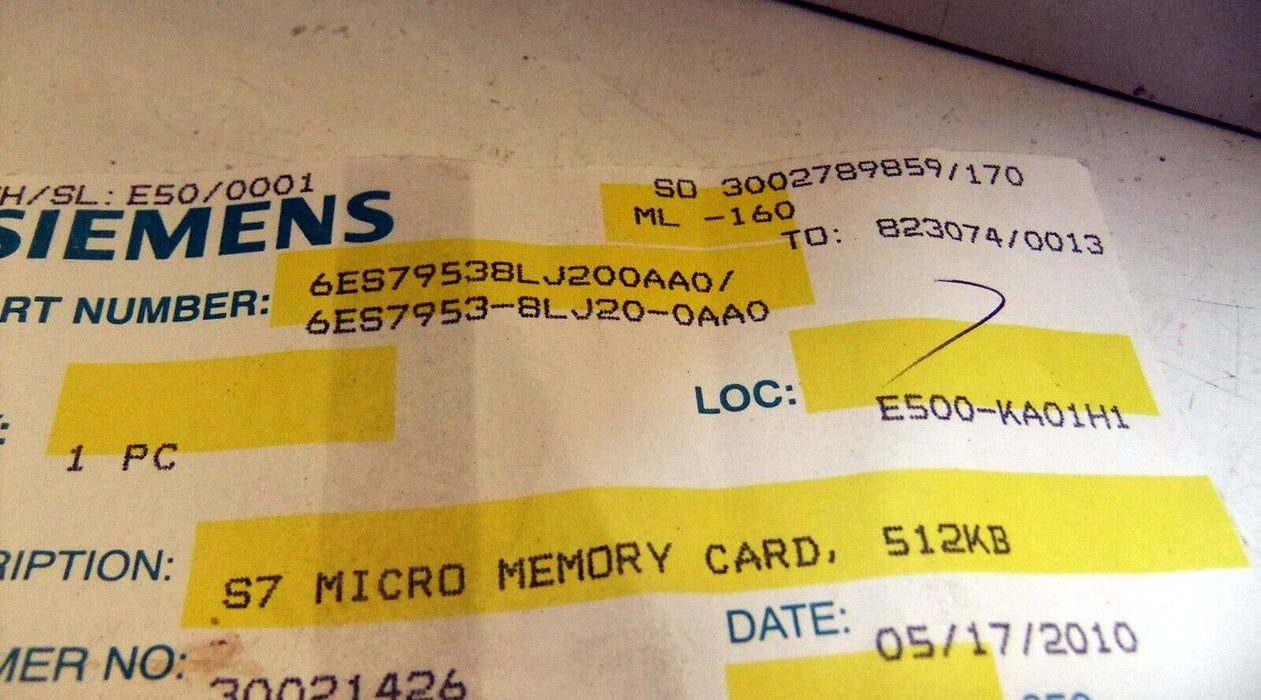 H/SL: E50/0001
SO 3002789859/170
SIEMENS
ML -160
TO: 823074/0013
RT NUMBER: 6ES79538LJ200AA0/
6ES7953-8LJ20-0AA0
LOC: E500-KA01H1
: 1 PC
RIPTION: S7 MICRO MEMORY CARD, 512KB
DATE: 05/17/2010
MER NO: 30021426